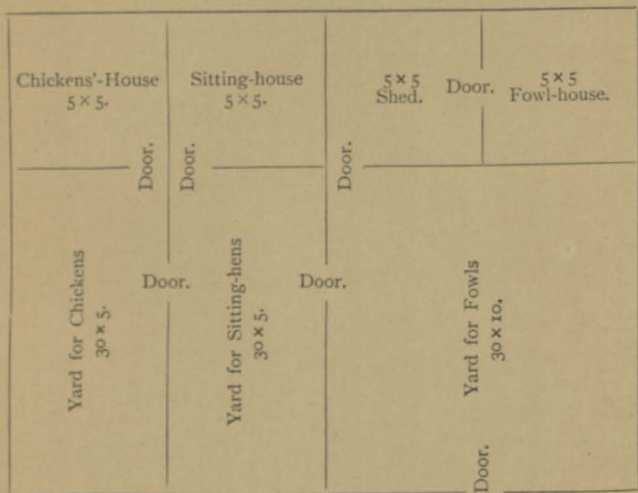 Chickens'-House
5 × 5.
Sitting-house
5 × 5.
5 × 5
Shed.
Door.
5 × 5
Fowl-house.
Door.
Door.
Door.
Yard for Chickens
30 × 5.
Door.
Yard for Sitting-hens
30 × 5.
Door.
Yard for Fowls
30 × 10.
Door.